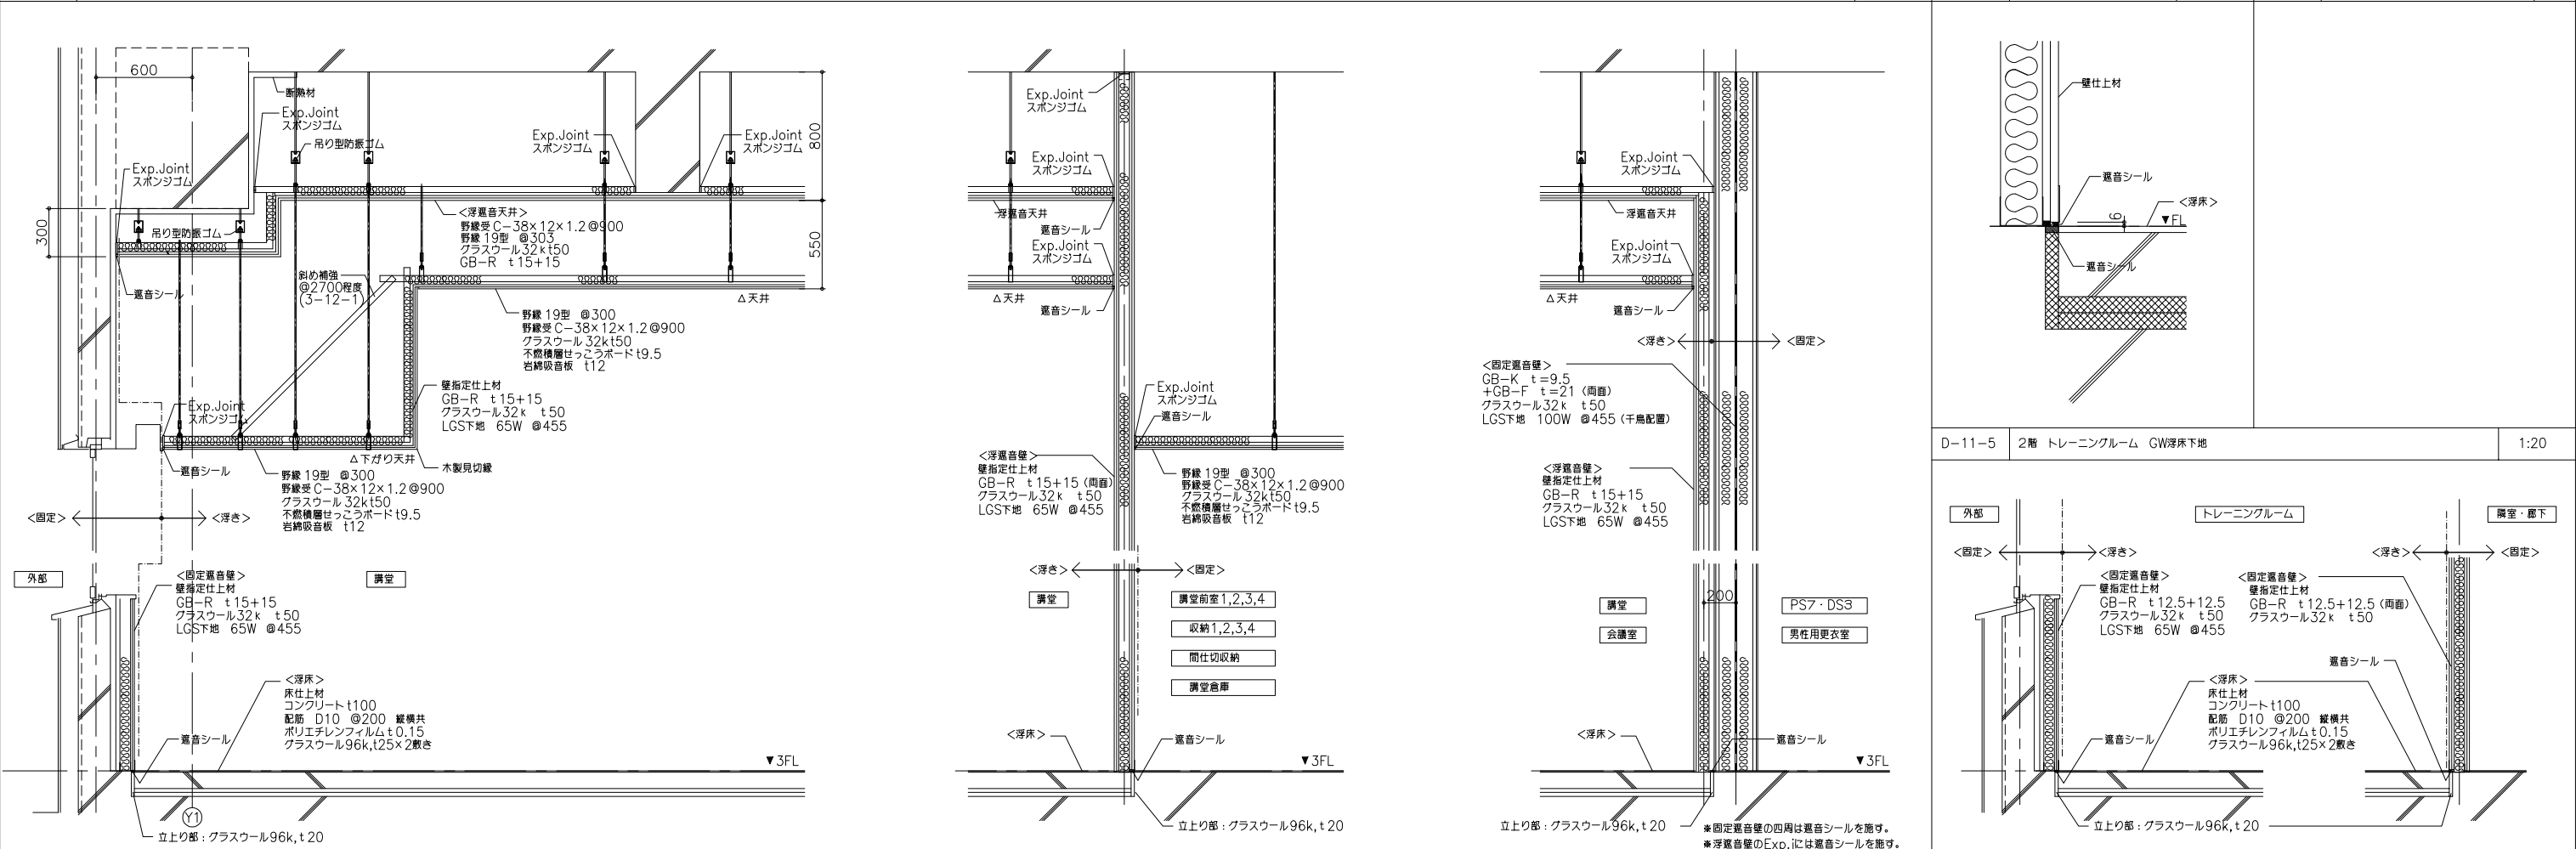 600
断熱材
Exp.Joint
スポンジゴム
吊り型防振ゴム
Exp.Joint
スポンジゴム
Exp.Joint
スポンジゴム
800
Exp.Joint
スポンジゴム
300
吊り型防振ゴム
<浮遮音天井>
野縁受 C-38×12×1.2@900
野縁 19型 @303
グラスウール 32kt50
GB-R t15+15
550
遮音シール
斜め補強
@2700程度
(3-12-1)
△天井
野縁 19型 @300
野縁受 C-38×12×1.2@900
グラスウール 32kt50
不燃積層せっこうボード t9.5
岩綿吸音板 t12
壁指定仕上材
GB-R t15+15
グラスウール32k t50
LGS下地 65W @455
Exp.Joint
スポンジゴム
△下がり天井
木製見切縁
遮音シール
野縁 19型 @300
野縁受 C-38×12×1.2@900
グラスウール 32kt50
不燃積層せっこうボード t9.5
岩綿吸音板 t12
<固定>
<浮き>
外部
<固定遮音壁>
壁指定仕上材
GB-R t15+15
グラスウール32k t50
LGS下地 65W @455
講堂
<浮床>
床仕上材
コンクリート t100
配筋 D10 @200 縦横共
ポリエチレンフィルム t0.15
グラスウール96k,t25×2敷き
遮音シール
▼3FL
Y1
立上り部：グラスウール96k,t20
Exp.Joint
スポンジゴム
Exp.Joint
スポンジゴム
浮遮音天井
遮音シール
Exp.Joint
スポンジゴム
△天井
遮音シール
Exp.Joint
スポンジゴム
遮音シール
<浮遮音壁>
壁指定仕上材
GB-R t15+15（両面）
グラスウール32k t50
LGS下地 65W @455
野縁 19型 @300
野縁受 C-38×12×1.2@900
グラスウール 32kt50
不燃積層せっこうボード t9.5
岩綿吸音板 t12
<浮き>
<固定>
講堂
講堂前室1,2,3,4
収納1,2,3,4
間仕切収納
講堂倉庫
<浮床>
遮音シール
▼3FL
立上り部：グラスウール96k,t20
Exp.Joint
スポンジゴム
浮遮音天井
Exp.Joint
スポンジゴム
△天井
遮音シール
<浮き>
<固定>
<固定遮音壁>
GB-K t=9.5
+GB-F t=21（両面）
グラスウール32k t50
LGS下地 100W @455（千鳥配置）
<浮遮音壁>
壁指定仕上材
GB-R t15+15
グラスウール32k t50
LGS下地 65W @455
200
講堂
会議室
PS7・DS3
男性用更衣室
<浮床>
遮音シール
▼3FL
立上り部：グラスウール96k,t20
※固定遮音壁の四周は遮音シールを施す。
※浮遮音壁のExp.jには遮音シールを施す。
壁仕上材
遮音シール
6
<浮床>
▼FL
遮音シール
D-11-5 2階 トレーニングルーム GW浮床下地 1:20
外部
トレーニングルーム
隣室・廊下
<固定>
<浮き>
<浮き>
<固定>
<固定遮音壁>
壁指定仕上材
GB-R t12.5+12.5
グラスウール32k t50
LGS下地 65W @455
<固定遮音壁>
壁指定仕上材
GB-R t12.5+12.5（両面）
グラスウール32k t50
遮音シール
<浮床>
床仕上材
コンクリート t100
配筋 D10 @200 縦横共
ポリエチレンフィルム t0.15
グラスウール96k,t25×2敷き
遮音シール
立上り部：グラスウール96k,t20